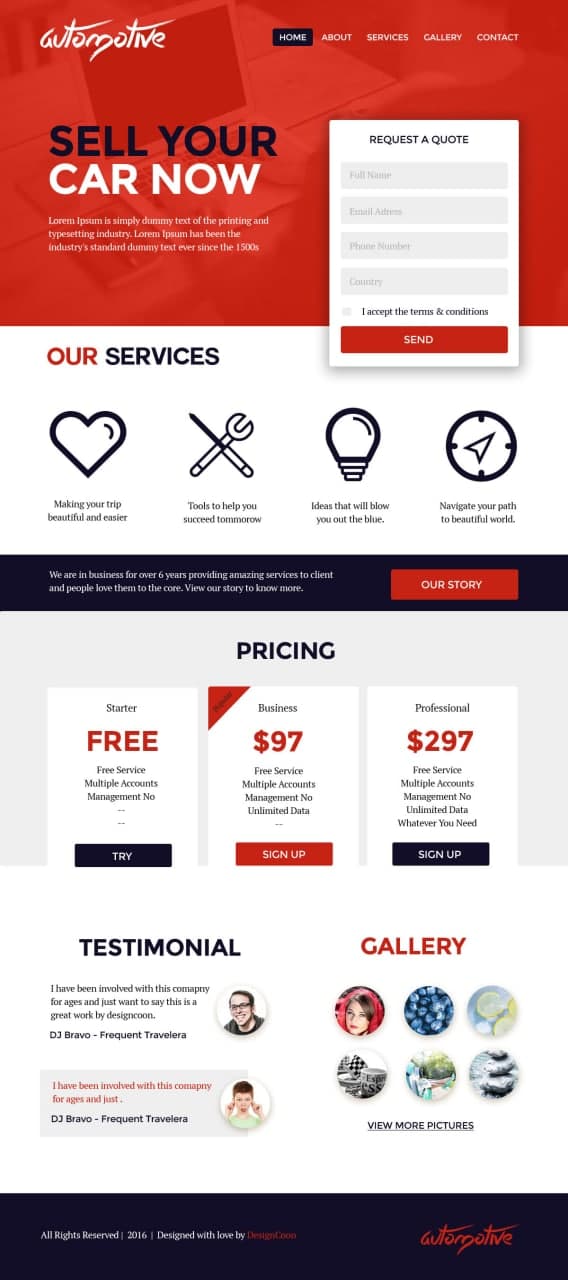 automotive
HOME ABOUT SERVICES GALLERY CONTACT
SELL YOUR
CAR NOW
Lorem Ipsum is simply dummy text of the printing and
typesetting industry. Lorem Ipsum has been the
industry's standard dummy text ever since the 1500s
REQUEST A QUOTE
Full Name
Email Adress
Phone Number
Country
I accept the terms & conditions
SEND
OUR SERVICES
Making your trip
beautiful and easier
Tools to help you
succeed tommorow
Ideas that will blow
you out the blue.
Navigate your path
to beautiful world.
We are in business for over 6 years providing amazing services to client
and people love them to the core. View our story to know more.
OUR STORY
PRICING
Starter
FREE
Free Service
Multiple Accounts
Management No
--
--
TRY
Popular
Business
$97
Free Service
Multiple Accounts
Management No
Unlimited Data
--
SIGN UP
Professional
$297
Free Service
Multiple Accounts
Management No
Unlimited Data
Whatever You Need
SIGN UP
TESTIMONIAL
I have been involved with this comapny
for ages and just want to say this is a
great work by designcoon.
DJ Bravo - Frequent Travelera
I have been involved with this comapny
for ages and just .
DJ Bravo - Frequent Travelera
GALLERY
VIEW MORE PICTURES
All Rights Reserved | 2016 | Designed with love by DesignCoon
automotive